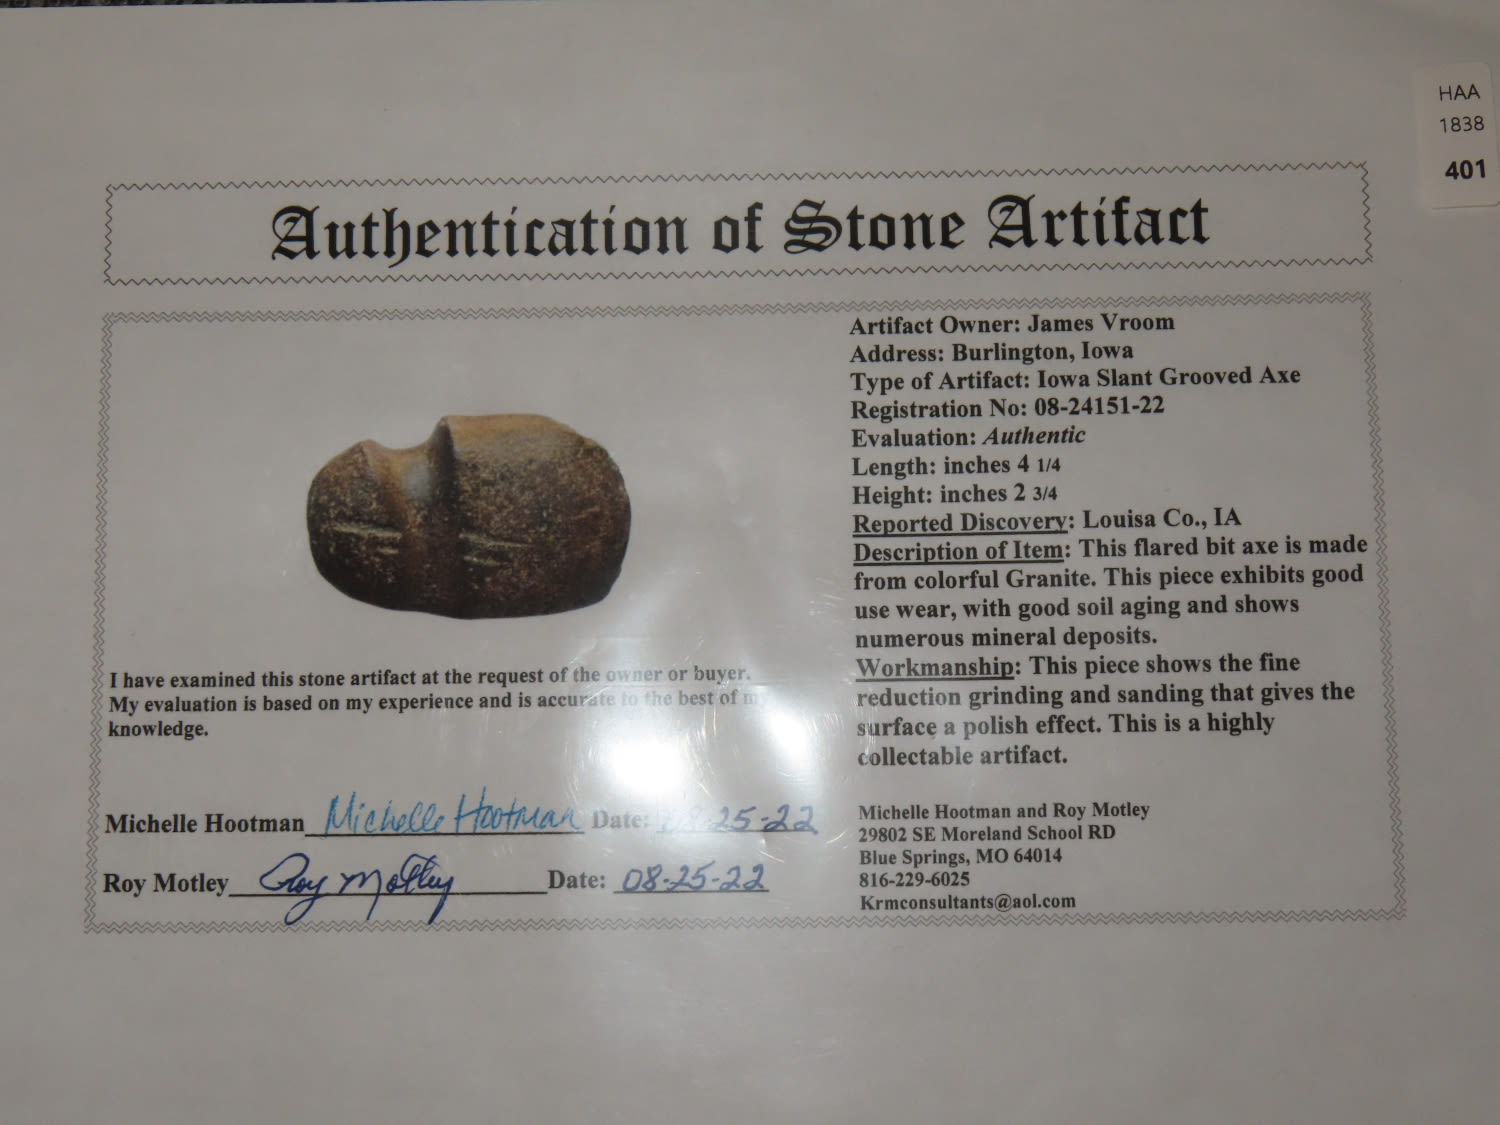 HAA
1838
401
Authentication of Stone Artifact
Artifact Owner: James Vroom
Address: Burlington, Iowa
Type of Artifact: Iowa Slant Grooved Axe
Registration No: 08-24151-22
Evaluation: Authentic
Length: inches 4 1/4
Height: inches 2 3/4
Reported Discovery: Louisa Co., IA
Description of Item: This flared bit axe is made
from colorful Granite. This piece exhibits good
use wear, with good soil aging and shows
numerous mineral deposits.
Workmanship: This piece shows the fine
reduction grinding and sanding that gives the
surface a polish effect. This is a highly
collectable artifact.
I have examined this stone artifact at the request of the owner or buyer.
My evaluation is based on my experience and is accurate to the best of my
knowledge.
Michelle Hootman Michelle Hootman Date: 08-25-22
Roy Motley Roy Motley Date: 08-25-22
Michelle Hootman and Roy Motley
29802 SE Moreland School RD
Blue Springs, MO 64014
816-229-6025
Krmconsultants@aol.com